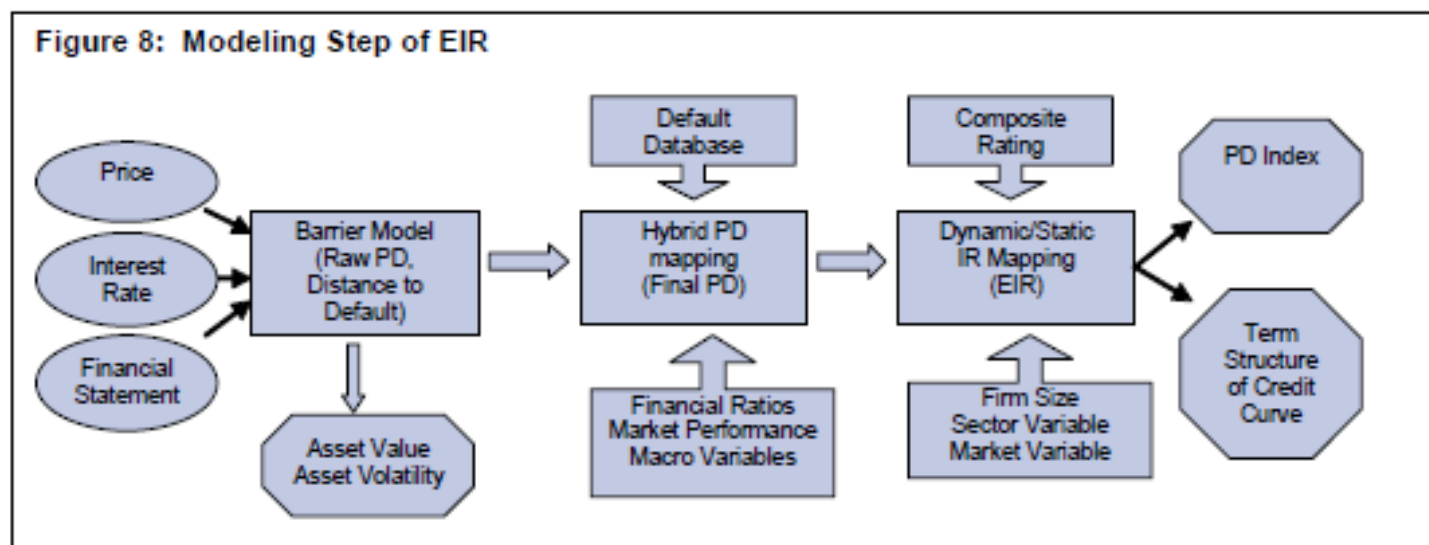 Figure 8:  Modeling Step of EIR
Price
Interest
Rate
Financial
Statement
Barrier Model
(Raw PD,
Distance to
Default)
Asset Value
Asset Volatility
Default
Database
Hybrid PD
mapping
(Final PD)
Financial Ratios
Market Performance
Macro Variables
Composite
Rating
Dynamic/Static
IR Mapping
(EIR)
Firm Size
Sector Variable
Market Variable
PD Index
Term
Structure
of Credit
Curve